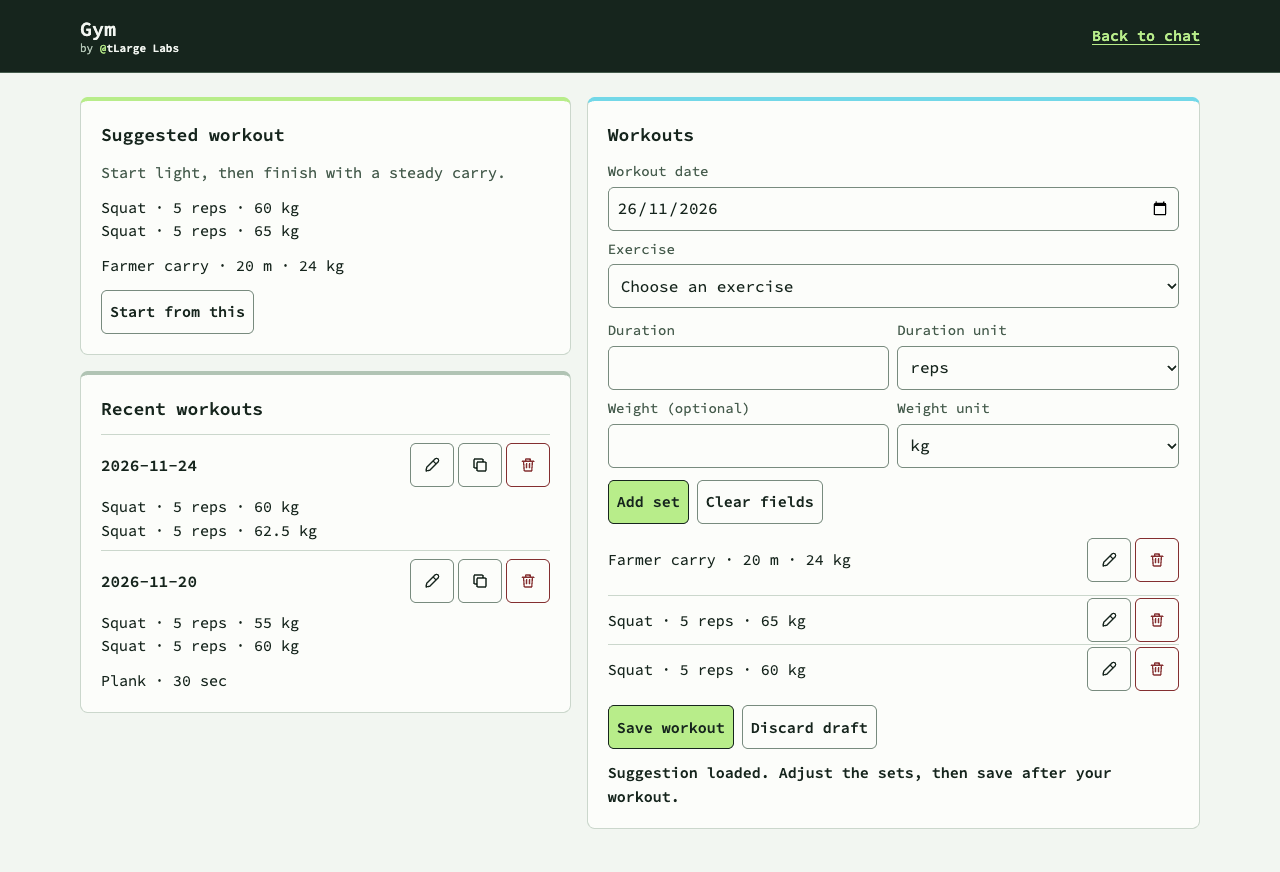 Gym
by @tLarge Labs
Back to chat
Suggested workout
Start light, then finish with a steady carry.
Squat · 5 reps · 60 kg
Squat · 5 reps · 65 kg
Farmer carry · 20 m · 24 kg
Start from this
Recent workouts
2026-11-24
Squat · 5 reps · 60 kg
Squat · 5 reps · 62.5 kg
2026-11-20
Squat · 5 reps · 55 kg
Squat · 5 reps · 60 kg
Plank · 30 sec
Workouts
Workout date
26/11/2026
Exercise
Choose an exercise
Duration
Duration unit
reps
Weight (optional)
Weight unit
kg
Add set
Clear fields
Farmer carry · 20 m · 24 kg
Squat · 5 reps · 65 kg
Squat · 5 reps · 60 kg
Save workout
Discard draft
Suggestion loaded. Adjust the sets, then save after your
workout.